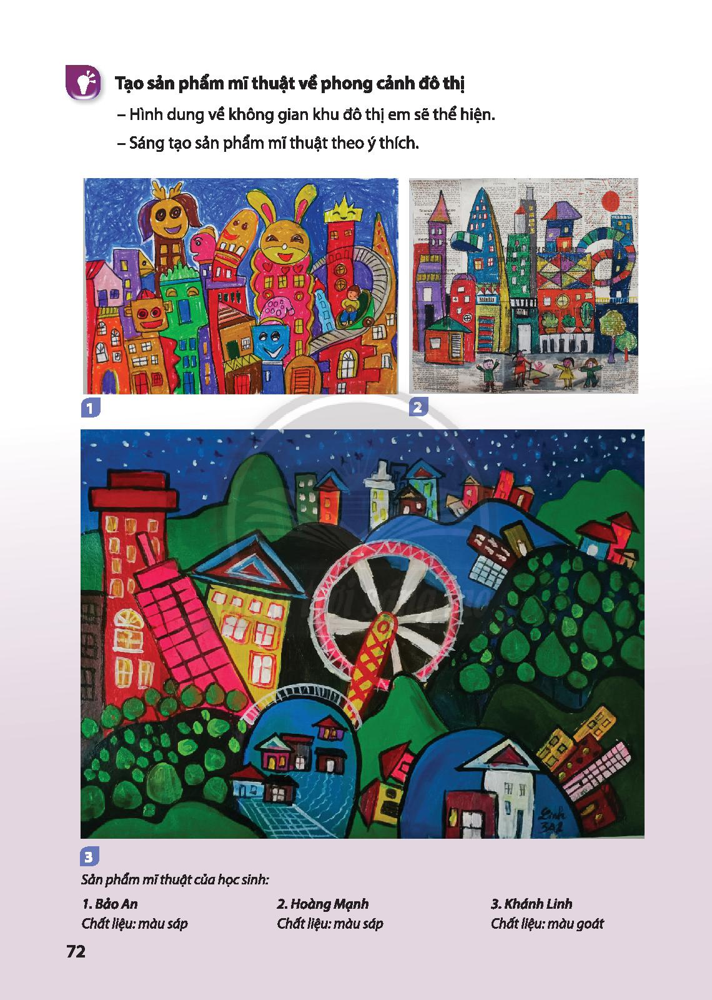 Tạo sản phẩm mĩ thuật về phong cảnh đô thị
– Hình dung về không gian khu đô thị em sẽ thể hiện.
– Sáng tạo sản phẩm mĩ thuật theo ý thích.
1
2
Linh
3A2
3
Sản phẩm mĩ thuật của học sinh:
1. Bảo An
2. Hoàng Mạnh
3. Khánh Linh
Chất liệu: màu sáp
Chất liệu: màu sáp
Chất liệu: màu goát
72